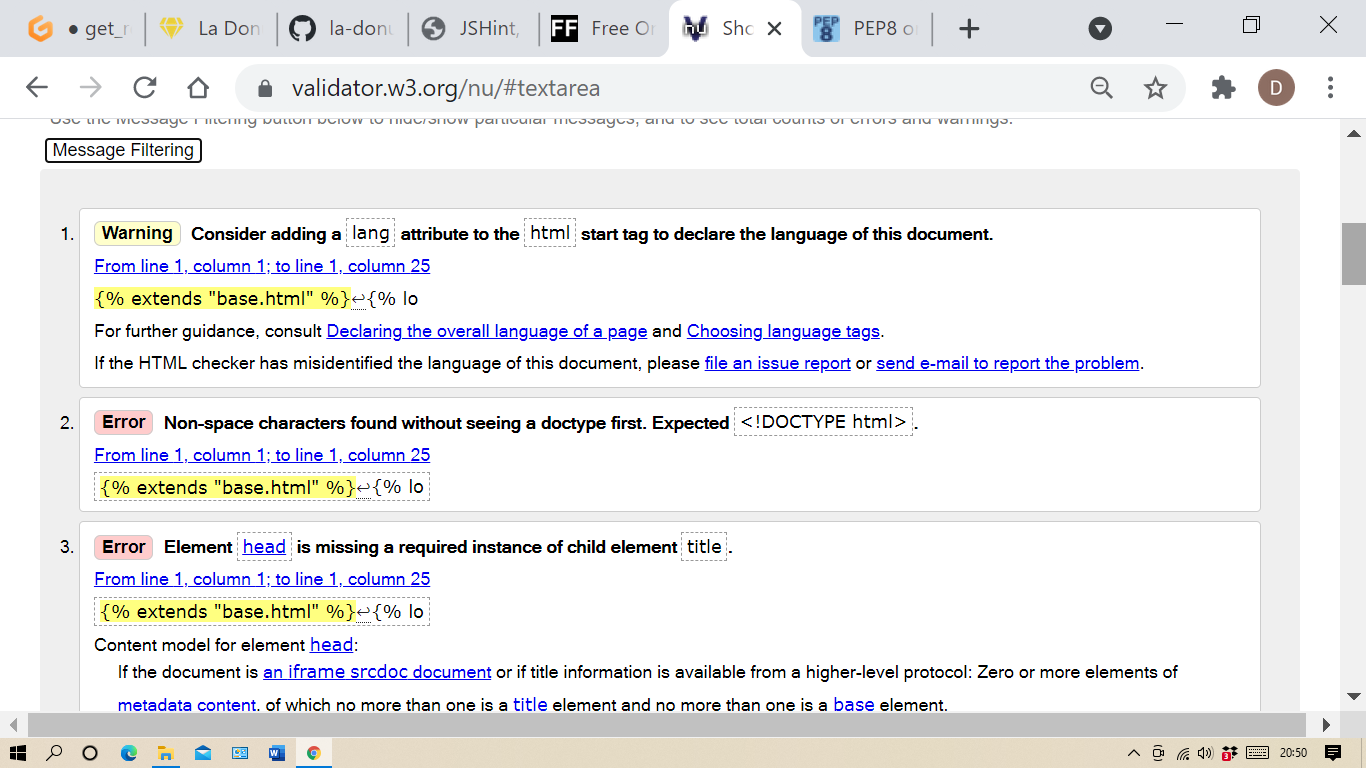 get_r La Don la-donu JSHint, FF Free Or Sho PEP8 PEP8 or
validator.w3.org/nu/#textarea D
Use the Message Filtering button below to hide/show particular messages, and to see total counts of errors and warnings.
Message Filtering
1. Warning Consider adding a lang attribute to the html start tag to declare the language of this document.
From line 1, column 1; to line 1, column 25
{% extends "base.html" %}↩{% lo
For further guidance, consult Declaring the overall language of a page and Choosing language tags.
If the HTML checker has misidentified the language of this document, please file an issue report or send e-mail to report the problem.
2. Error Non-space characters found without seeing a doctype first. Expected <!DOCTYPE html>.
From line 1, column 1; to line 1, column 25
{% extends "base.html" %}↩{% lo
3. Error Element head is missing a required instance of child element title.
From line 1, column 1; to line 1, column 25
{% extends "base.html" %}↩{% lo
Content model for element head:
If the document is an iframe srcdoc document or if title information is available from a higher-level protocol: Zero or more elements of
metadata content, of which no more than one is a title element and no more than one is a base element.
20:50